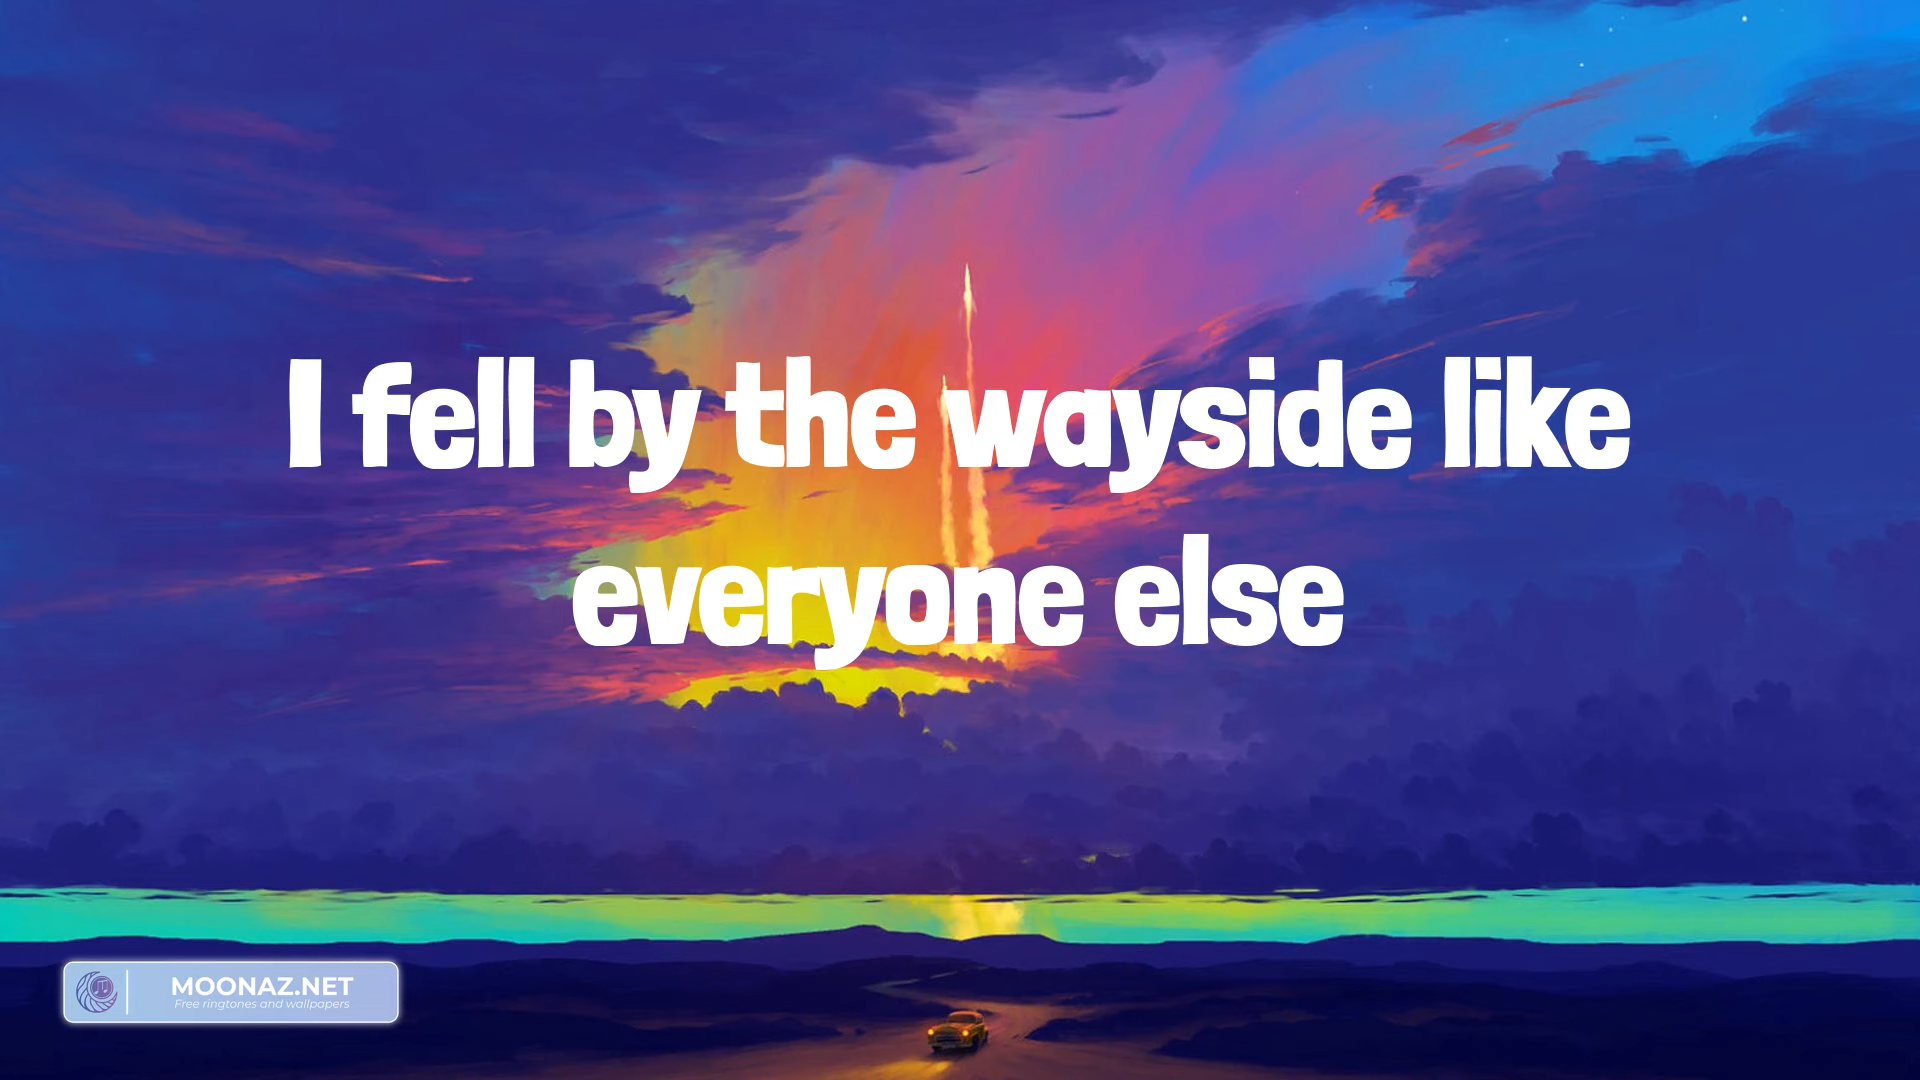 I fell by the wayside like
everyone else
MOONAZ.NET
Free ringtones and wallpapers